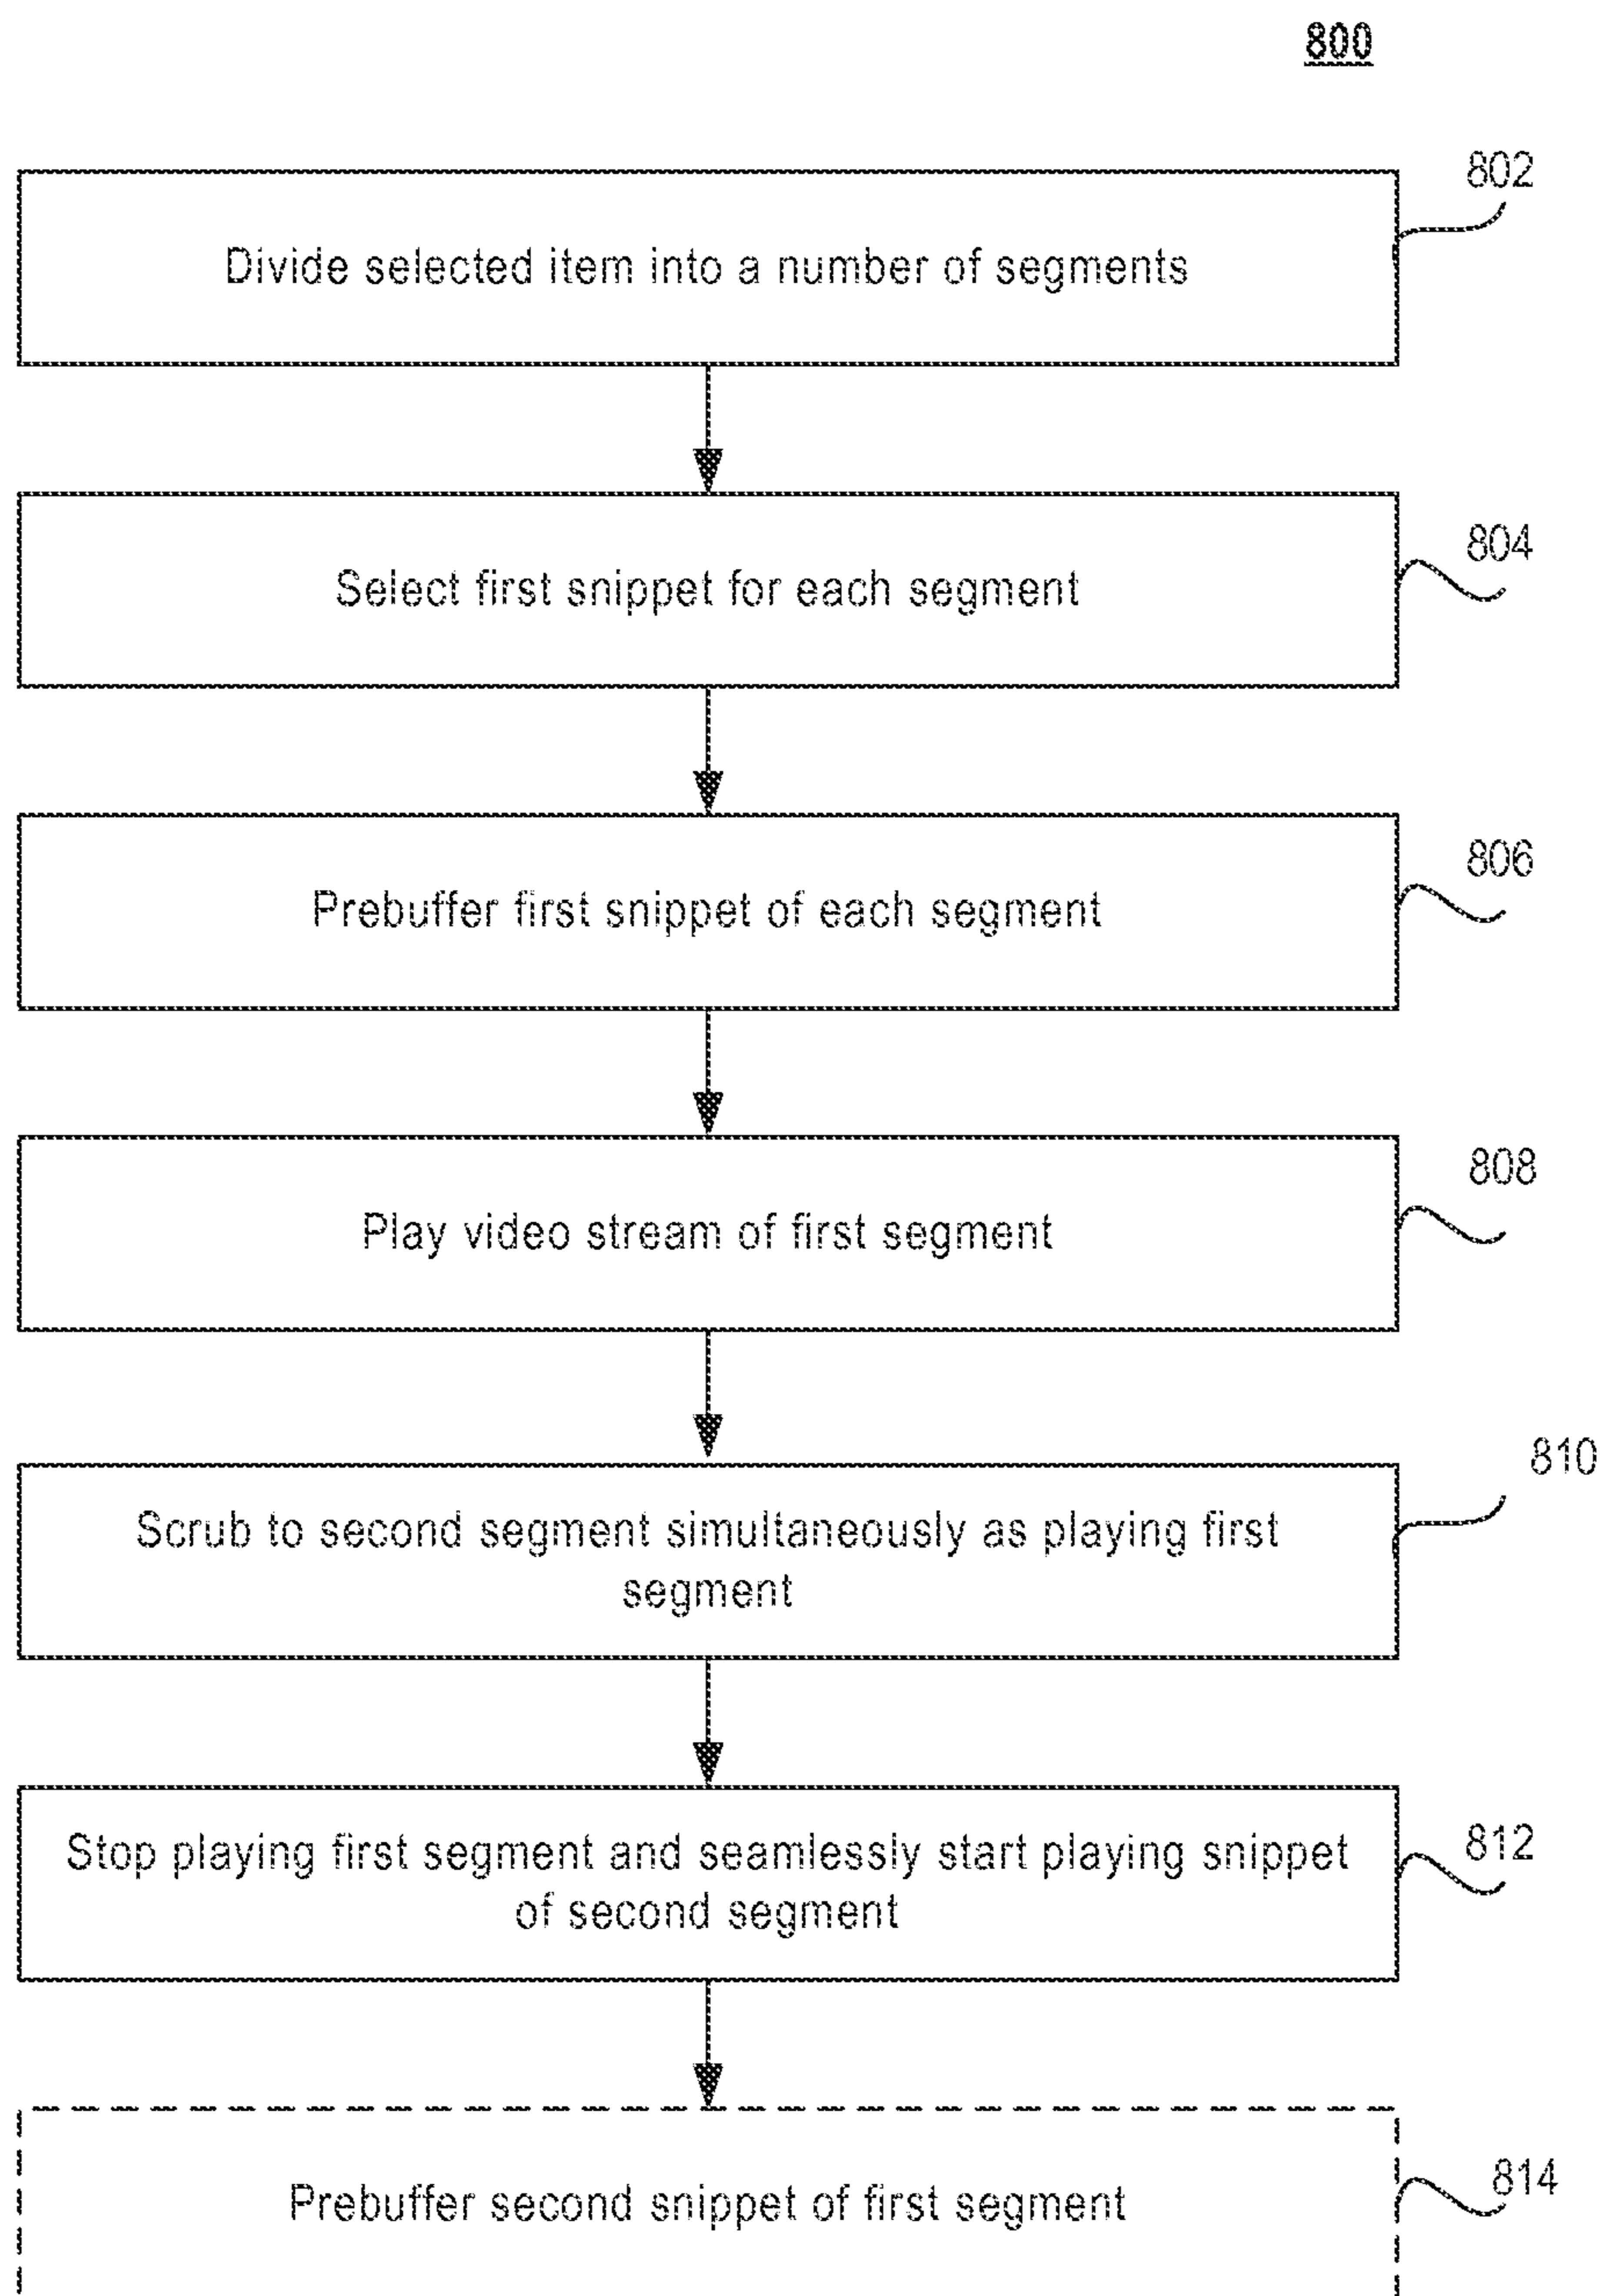 800
802
Divide selected item into a number of segments
804
Select first snippet for each segment
806
Prebuffer first snippet of each segment
808
Play video stream of first segment
810
Scrub to second segment simultaneously as playing first
segment
812
Stop playing first segment and seamlessly start playing snippet
of second segment
814
Prebuffer second snippet of first segment